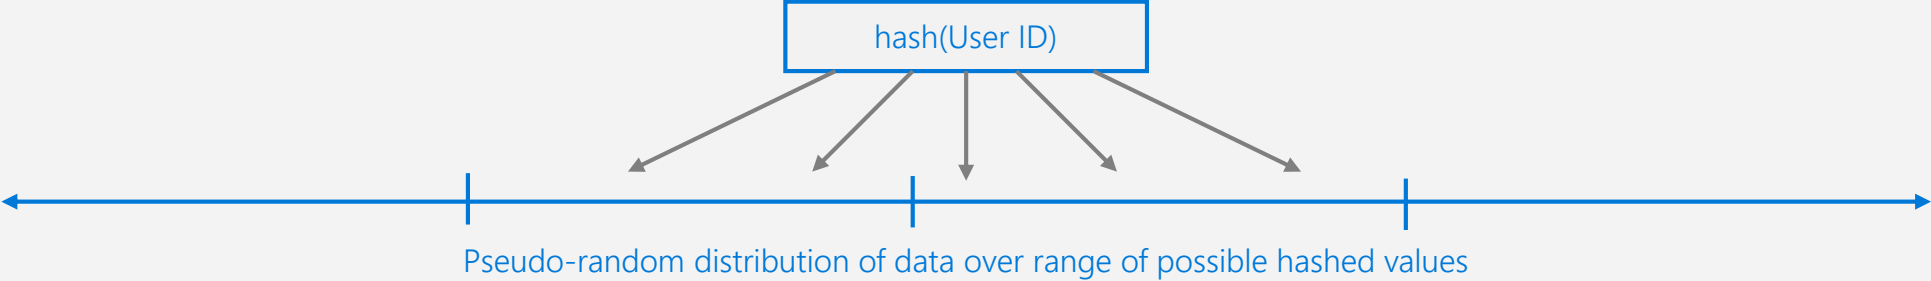 hash(User ID)
Pseudo-random distribution of data over range of possible hashed values